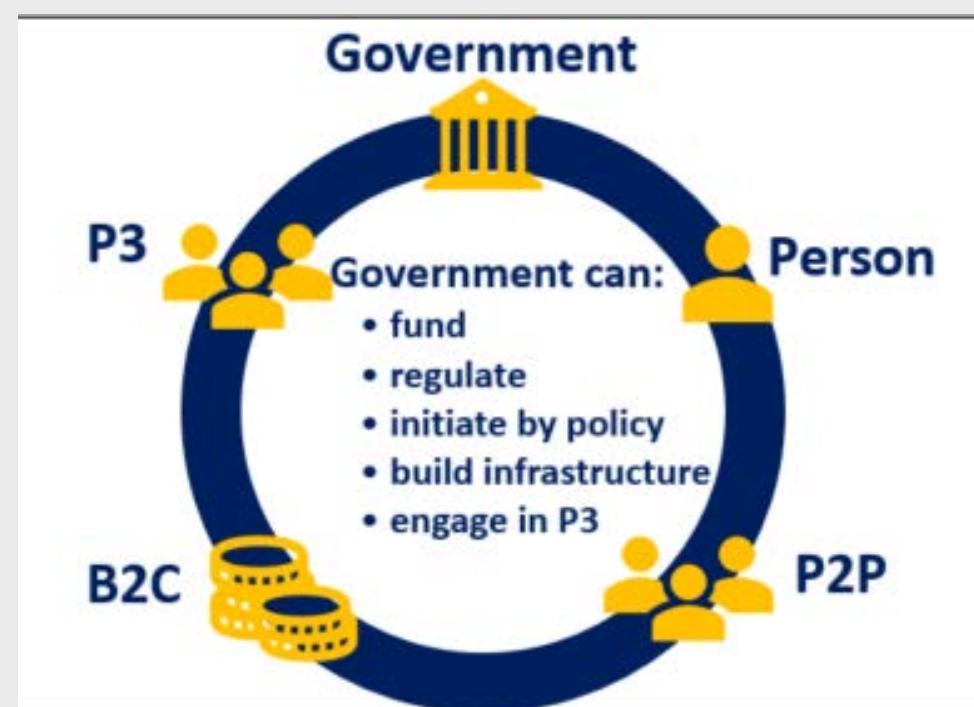 Government
P3
Person
Government can:
• fund
• regulate
• initiate by policy
• build infrastructure
• engage in P3
B2C
P2P